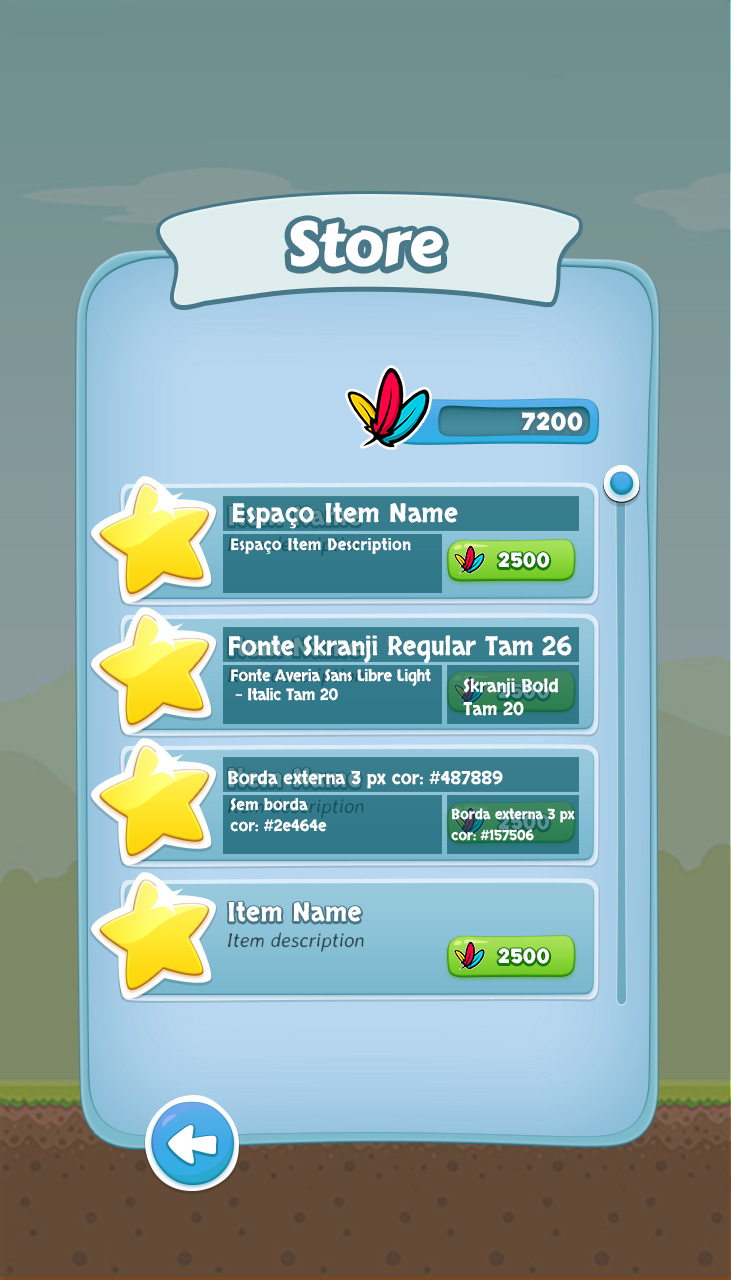 Store
7200
Espaço Item Name
Espaço Item Description
2500
Fonte Skranji Regular Tam 26
Fonte Averia Sans Libre Light
- Italic Tam 20
Skranji Bold
Tam 20
Borda externa 3 px cor: #487889
Sem borda
cor: #2e464e
Borda externa 3 px
cor: #157506
Item Name
Item description
2500